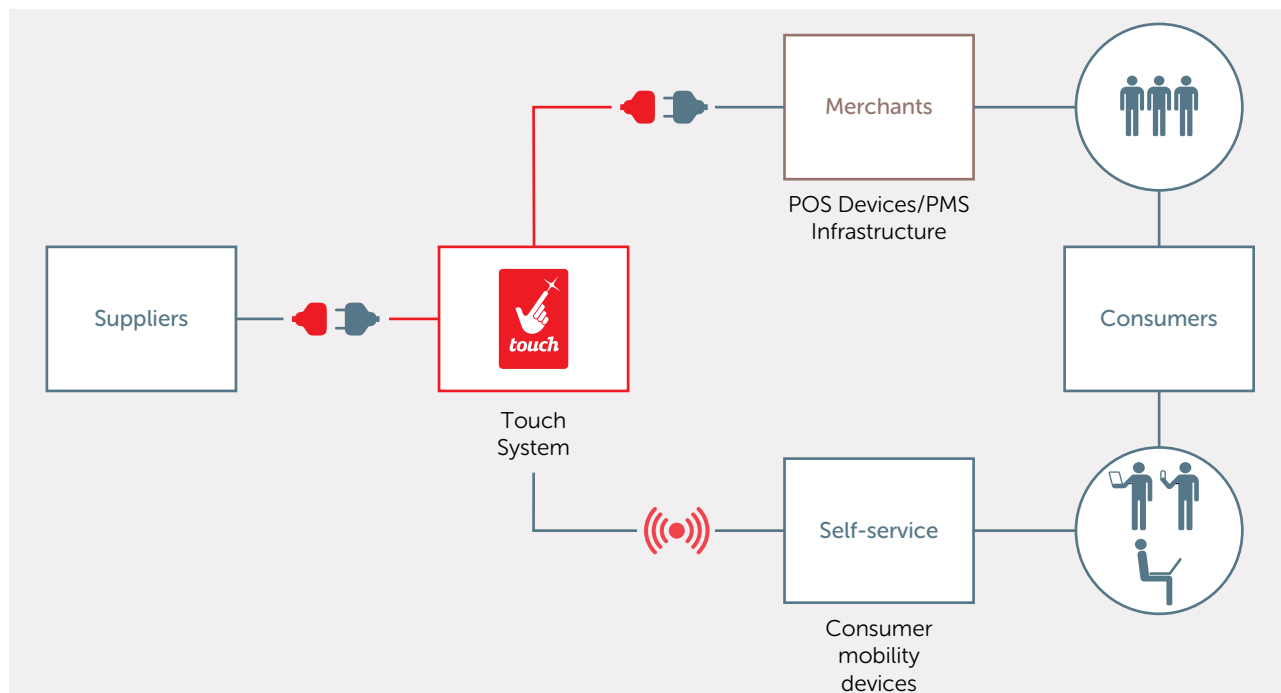 Merchants
POS Devices/PMS
Infrastructure
Suppliers
touch
Touch
System
Consumers
Self-service
Consumer
mobility
devices